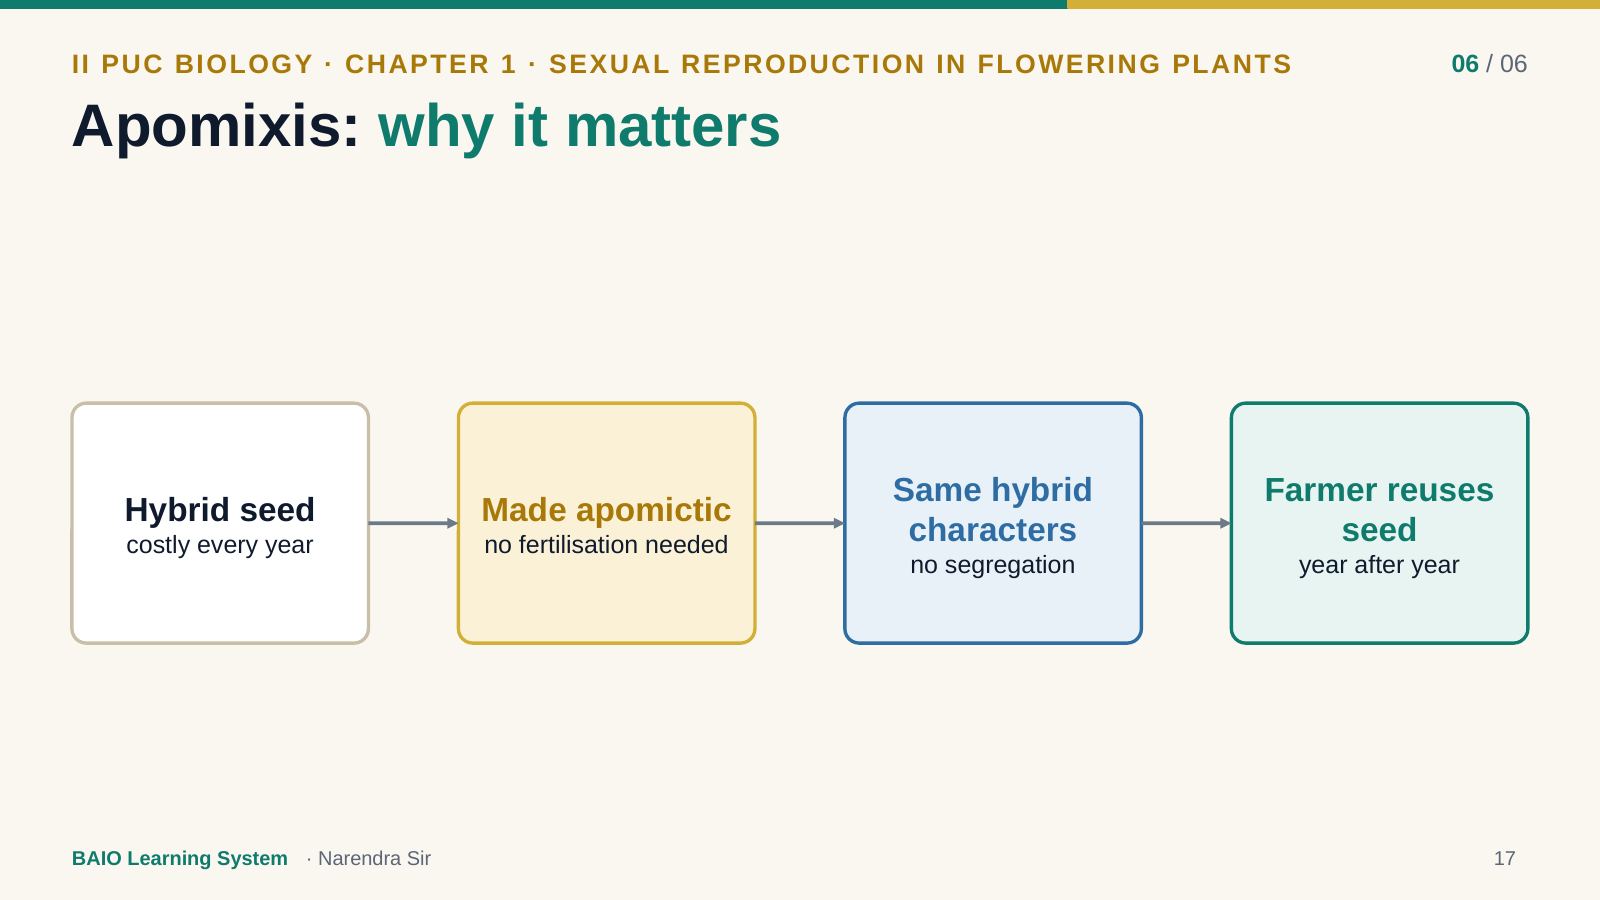 II PUC BIOLOGY · CHAPTER 1 · SEXUAL REPRODUCTION IN FLOWERING PLANTS
06 / 06
Apomixis: why it matters
Hybrid seed
costly every year
Made apomictic
no fertilisation needed
Same hybrid
characters
no segregation
Farmer reuses
seed
year after year
BAIO Learning System · Narendra Sir
17